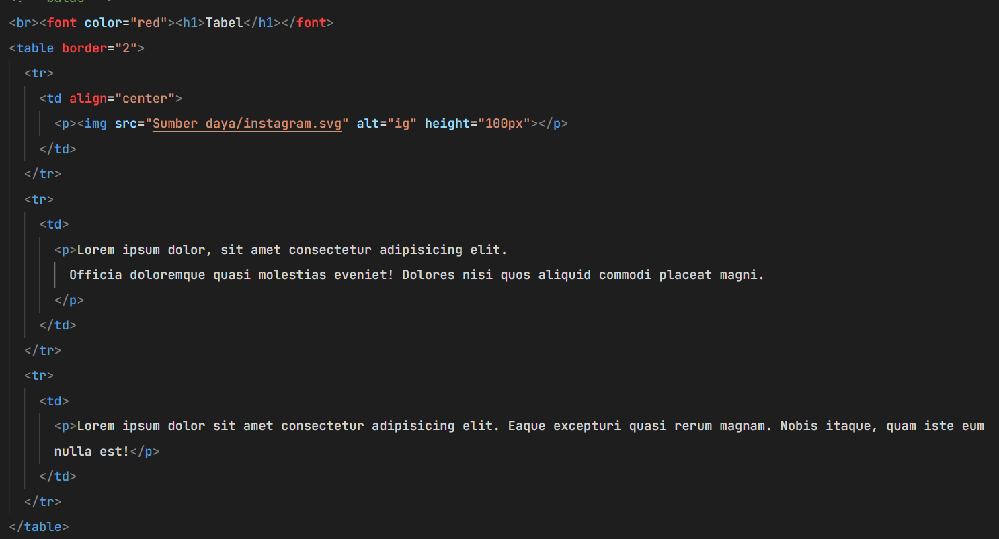 <br><font color="red"><h1>Tabel</h1></font>
<table border="2">
<tr>
<td align="center">
<p><img src="Sumber daya/instagram.svg" alt="ig" height="100px"></p>
</td>
</tr>
<tr>
<td>
<p>Lorem ipsum dolor, sit amet consectetur adipisicing elit.
Officia doloremque quasi molestias eveniet! Dolores nisi quos aliquid commodi placeat magni.
</p>
</td>
</tr>
<tr>
<td>
<p>Lorem ipsum dolor sit amet consectetur adipisicing elit. Eaque excepturi quasi rerum magnam. Nobis itaque, quam iste eum
nulla est!</p>
</td>
</tr>
</table>